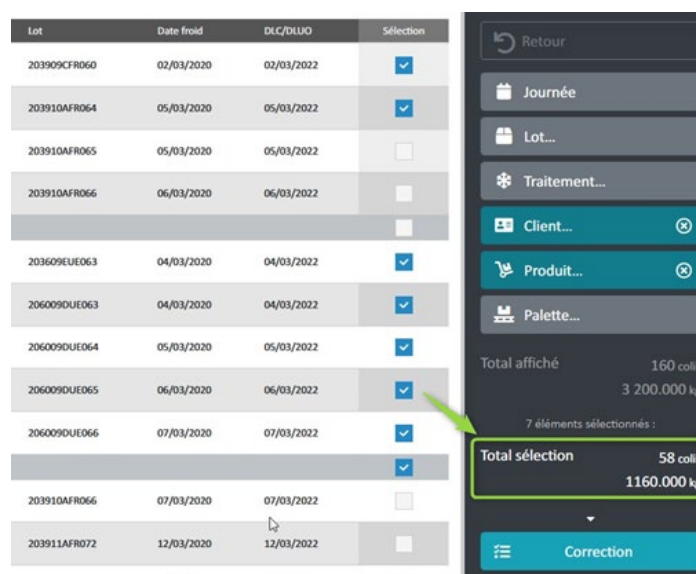 Lot Date froid DLC/DLUO Sélection
203909CFR060 02/03/2020 02/03/2022
203910AFR064 05/03/2020 05/03/2022
203910AFR065 05/03/2020 05/03/2022
203910AFR066 06/03/2020 06/03/2022
203609EUE063 04/03/2020 04/03/2022
206009DUE063 04/03/2020 04/03/2022
206009DUE064 05/03/2020 05/03/2022
206009DUE065 06/03/2020 06/03/2022
206009DUE066 07/03/2020 07/03/2022
203910AFR066 07/03/2020 07/03/2022
203911AFR072 12/03/2020 12/03/2022
Retour
Journée
Lot...
Traitement...
Client...
Produit...
Palette...
Total affiché 160 coli
3 200.000 k
7 éléments sélectionnés :
Total sélection 58 coli
1160.000 k
Correction